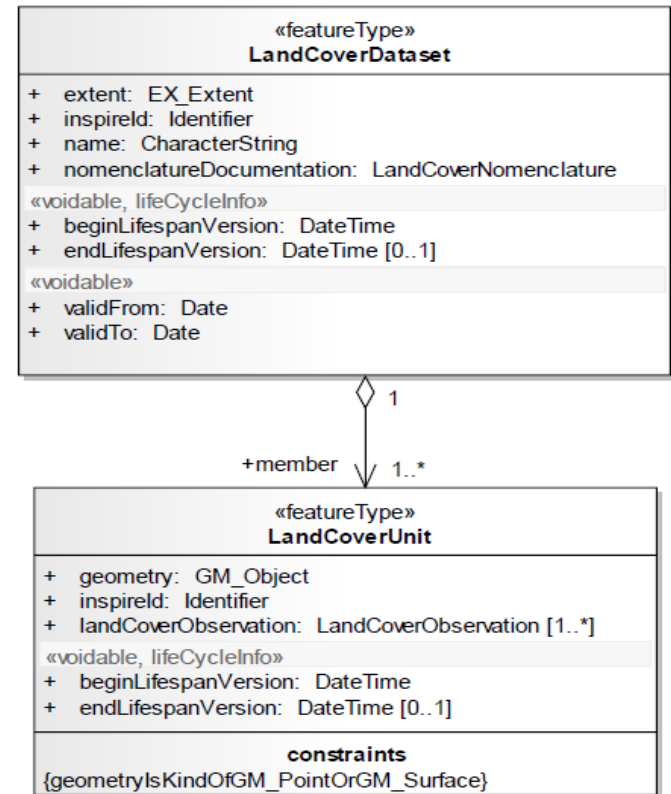 «featureType»
LandCoverDataset
+ extent: EX_Extent
+ inspireId: Identifier
+ name: CharacterString
+ nomenclatureDocumentation: LandCoverNomenclature
«voidable, lifeCycleInfo»
+ beginLifespanVersion: DateTime
+ endLifespanVersion: DateTime [0..1]
«voidable»
+ validFrom: Date
+ validTo: Date
1
+member 1..*
«featureType»
LandCoverUnit
+ geometry: GM_Object
+ inspireId: Identifier
+ landCoverObservation: LandCoverObservation [1..*]
«voidable, lifeCycleInfo»
+ beginLifespanVersion: DateTime
+ endLifespanVersion: DateTime [0..1]
constraints
{geometryIsKindOfGM_PointOrGM_Surface}